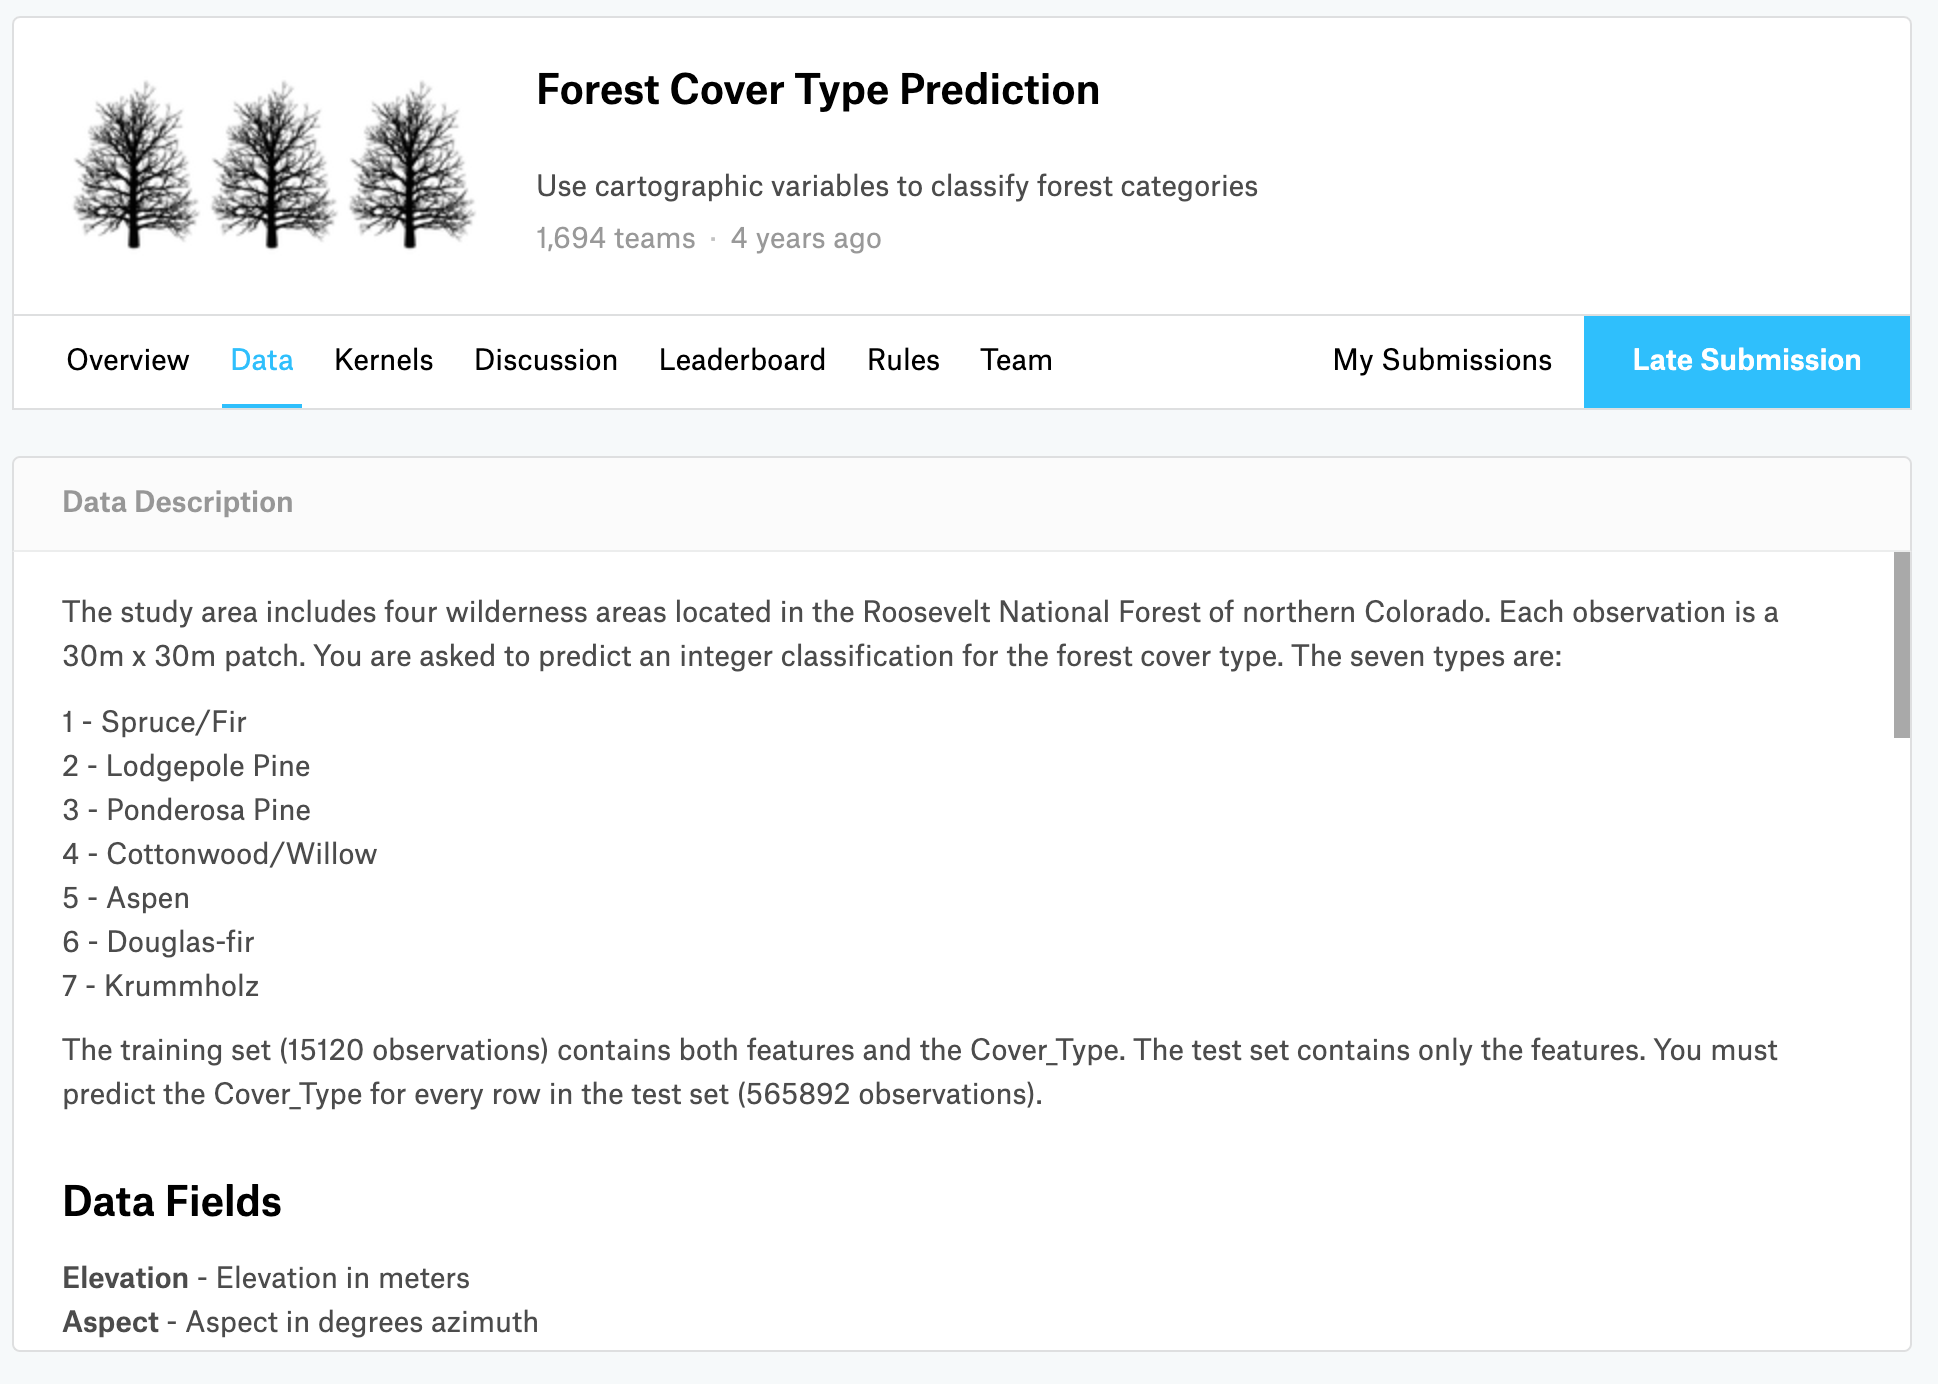 Forest Cover Type Prediction
Use cartographic variables to classify forest categories
1,694 teams · 4 years ago
Overview Data Kernels Discussion Leaderboard Rules Team My Submissions Late Submission
Data Description
The study area includes four wilderness areas located in the Roosevelt National Forest of northern Colorado. Each observation is a
30m x 30m patch. You are asked to predict an integer classification for the forest cover type. The seven types are:
1 - Spruce/Fir
2 - Lodgepole Pine
3 - Ponderosa Pine
4 - Cottonwood/Willow
5 - Aspen
6 - Douglas-fir
7 - Krummholz
The training set (15120 observations) contains both features and the Cover_Type. The test set contains only the features. You must
predict the Cover_Type for every row in the test set (565892 observations).
Data Fields
Elevation - Elevation in meters
Aspect - Aspect in degrees azimuth